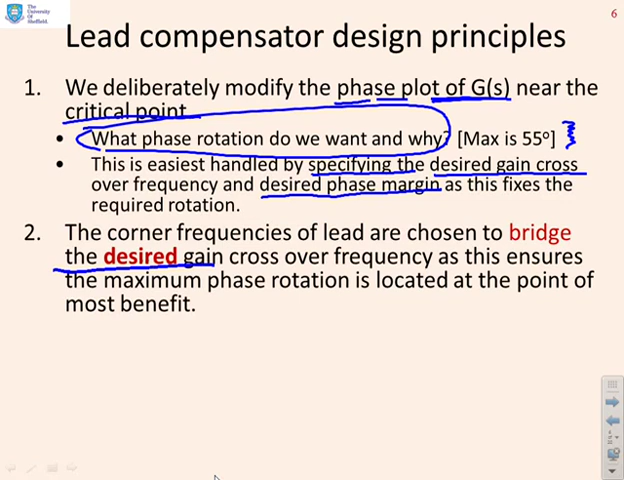 The
University
Of
Sheffield.
6
Lead compensator design principles
1. We deliberately modify the phase plot of G(s) near the
critical point
• What phase rotation do we want and why? [Max is 55°]
• This is easiest handled by specifying the desired gain cross
over frequency and desired phase margin as this fixes the
required rotation.
2. The corner frequencies of lead are chosen to bridge
the desired gain cross over frequency as this ensures
the maximum phase rotation is located at the point of
most benefit.